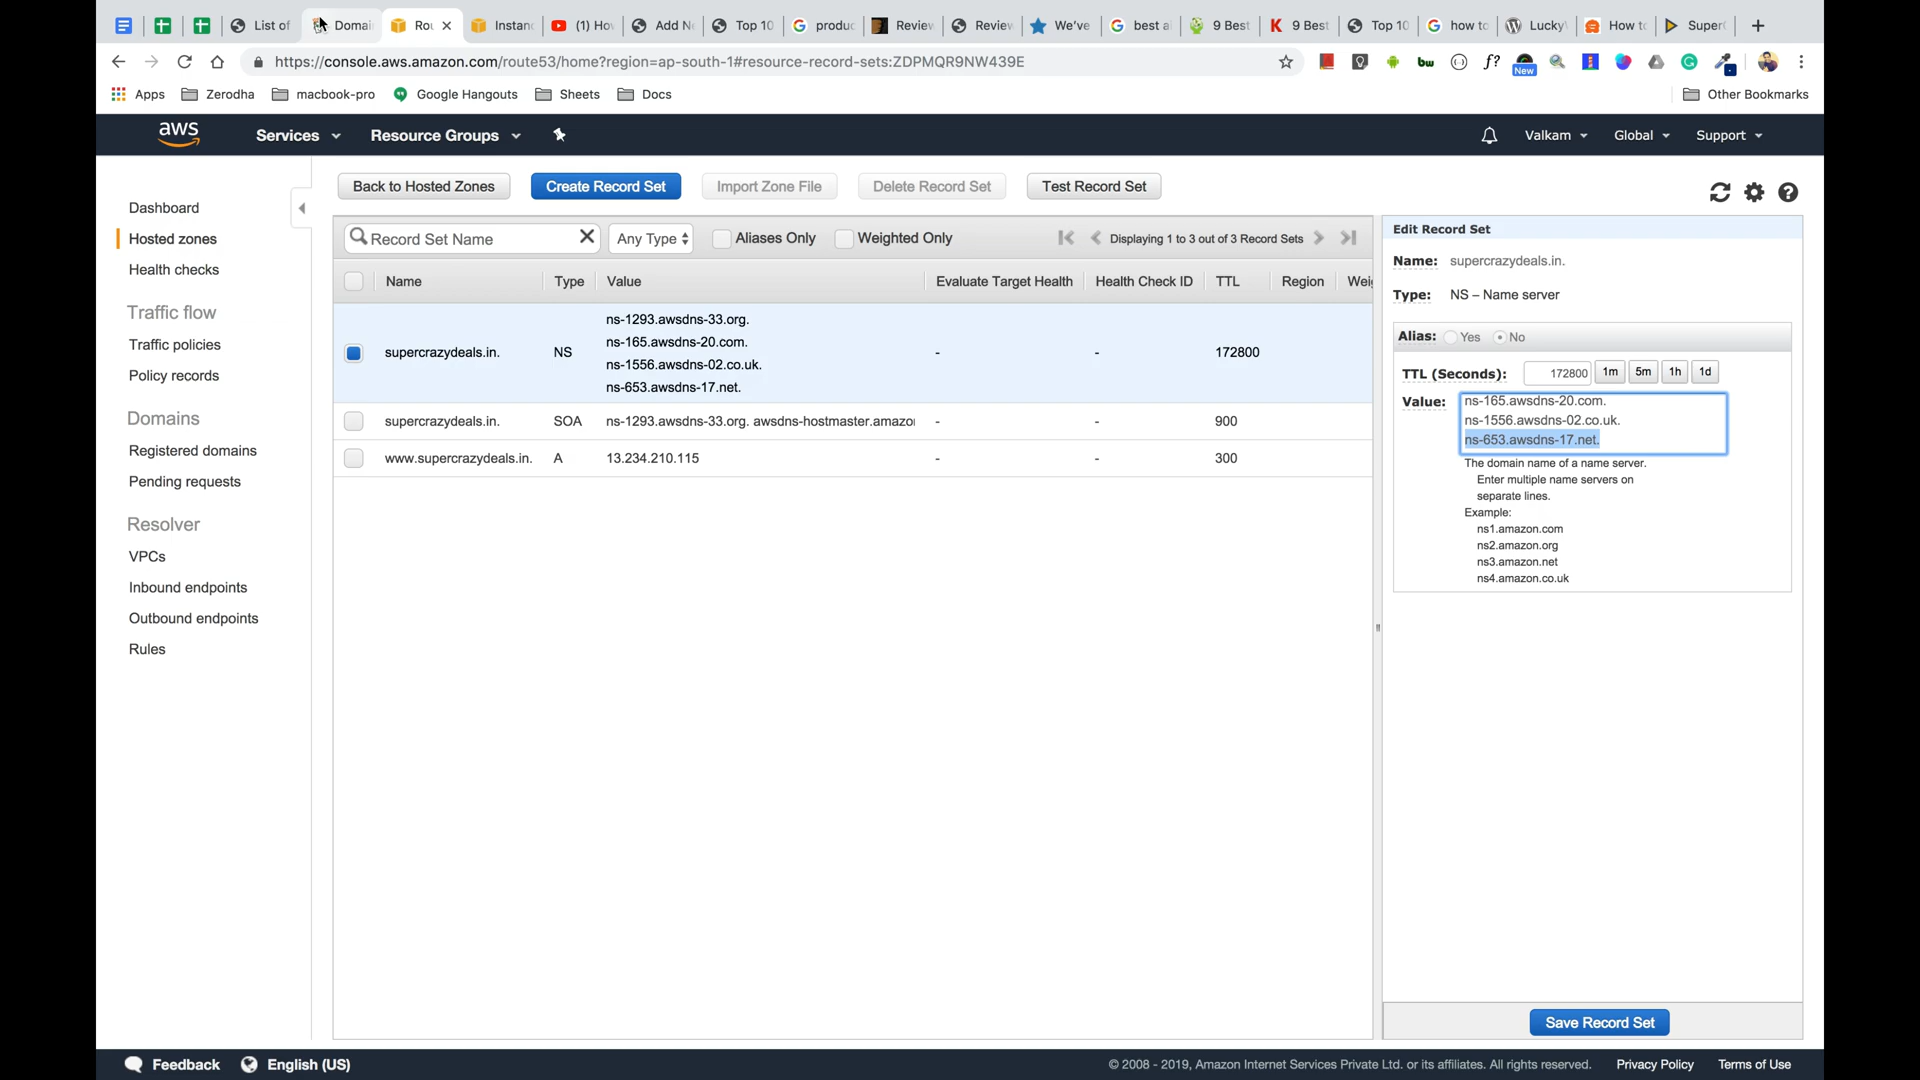 List of
Domain
Rou
Instanc
(1) Hov
Add Ne
Top 10
produc
Review
Review
We've
best ai
9 Best
9 Best
Top 10
how to
Lucky
How to
Super
https://console.aws.amazon.com/route53/home?region=ap-south-1#resource-record-sets:ZDPMQR9NW439E
bw
f?
New
Apps
Zerodha
macbook-pro
Google Hangouts
Sheets
Docs
Other Bookmarks
aws
Services
Resource Groups
Valkam
Global
Support
Dashboard
Hosted zones
Health checks
Traffic flow
Traffic policies
Policy records
Domains
Registered domains
Pending requests
Resolver
VPCs
Inbound endpoints
Outbound endpoints
Rules
Back to Hosted Zones
Create Record Set
Import Zone File
Delete Record Set
Test Record Set
Record Set Name
Any Type
Aliases Only
Weighted Only
Displaying 1 to 3 out of 3 Record Sets
Name Type Value Evaluate Target Health Health Check ID TTL Region Wei
supercrazydeals.in. NS
ns-1293.awsdns-33.org.
ns-165.awsdns-20.com.
ns-1556.awsdns-02.co.uk.
ns-653.awsdns-17.net.
- - 172800
supercrazydeals.in. SOA ns-1293.awsdns-33.org. awsdns-hostmaster.amazo - - 900
www.supercrazydeals.in. A 13.234.210.115 - - 300
Edit Record Set
Name: supercrazydeals.in.
Type: NS – Name server
Alias: Yes No
TTL (Seconds): 172800 1m 5m 1h 1d
Value: ns-165.awsdns-20.com.
ns-1556.awsdns-02.co.uk.
ns-653.awsdns-17.net.
The domain name of a name server.
Enter multiple name servers on
separate lines.
Example:
ns1.amazon.com
ns2.amazon.org
ns3.amazon.net
ns4.amazon.co.uk
Save Record Set
Feedback
English (US)
© 2008 - 2019, Amazon Internet Services Private Ltd. or its affiliates. All rights reserved.
Privacy Policy
Terms of Use